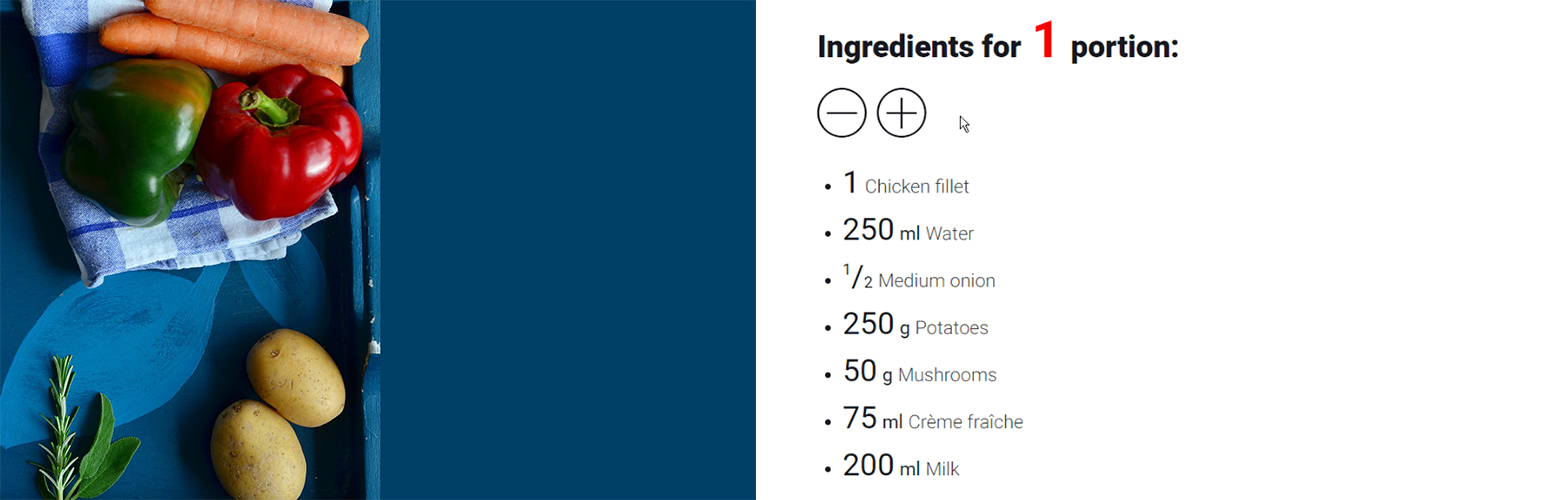 Ingredients for 1 portion:
1 Chicken fillet
250 ml Water
1/2 Medium onion
250 g Potatoes
50 g Mushrooms
75 ml Crème fraîche
200 ml Milk